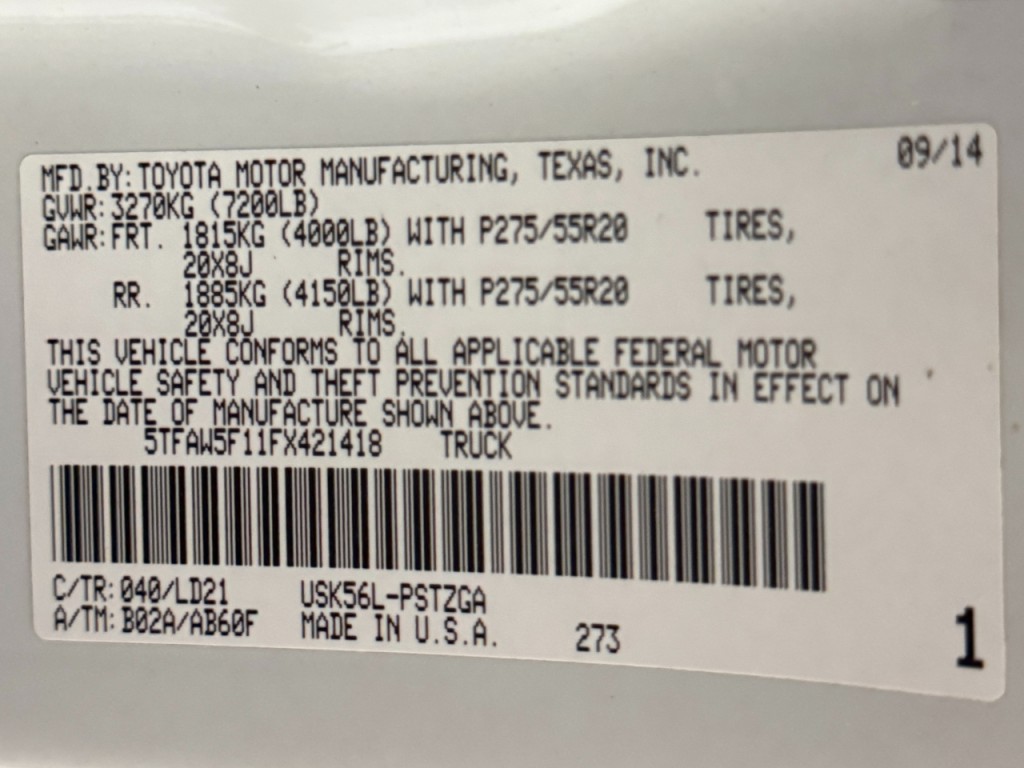 09/14
MFD.BY: TOYOTA MOTOR MANUFACTURING, TEXAS, INC.
GVWR: 3270KG (7200LB)
GAWR: FRT. 1815KG (4000LB) WITH P275/55R20 TIRES,
20X8J RIMS.
RR. 1885KG (4150LB) WITH P275/55R20 TIRES,
20X8J RIMS.
THIS VEHICLE CONFORMS TO ALL APPLICABLE FEDERAL MOTOR
VEHICLE SAFETY AND THEFT PREVENTION STANDARDS IN EFFECT ON
THE DATE OF MANUFACTURE SHOWN ABOVE.
5TFAW5F11FX421418 TRUCK
C/TR: 040/LD21 USK56L-PSTZGA
A/TM: B02A/AB60F MADE IN U.S.A. 273
1